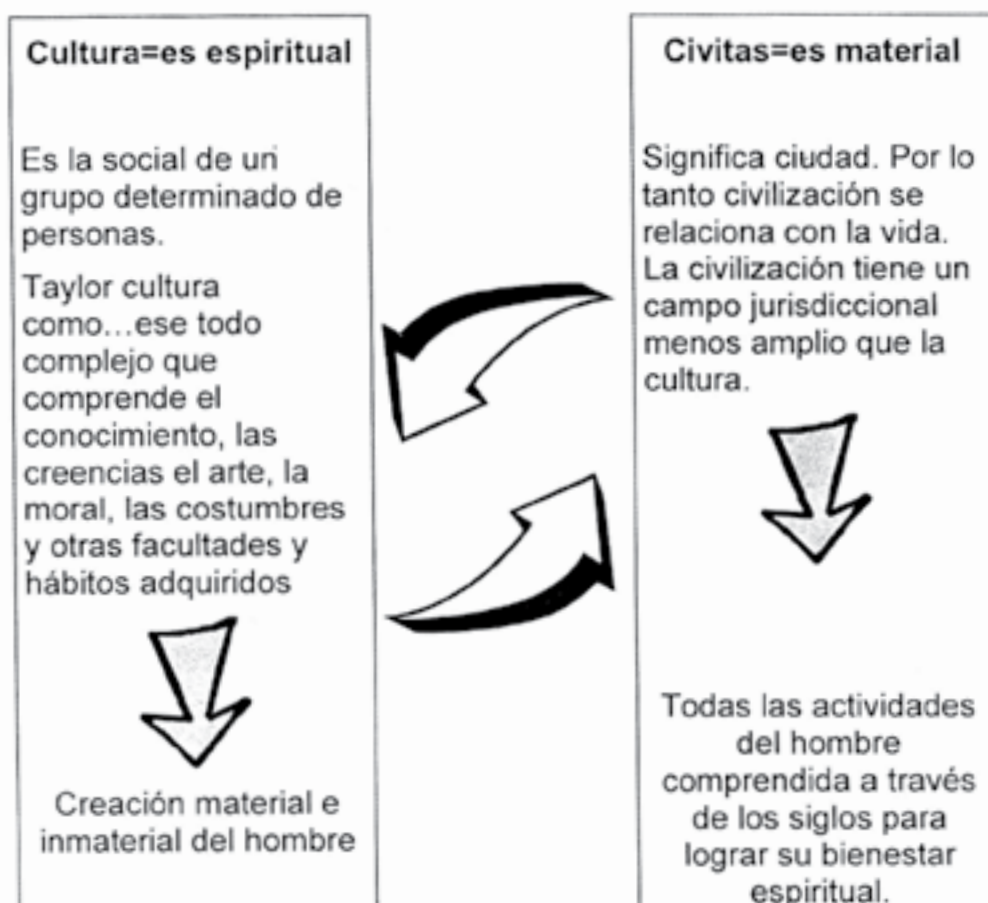 Cultura=es espiritual
Es la social de un
grupo determinado de
personas.
Taylor cultura
como...ese todo
complejo que
comprende el
conocimiento, las
creencias el arte, la
moral, las costumbres
y otras facultades y
hábitos adquiridos
Creación material e
inmaterial del hombre
Civitas=es material
Significa ciudad. Por lo
tanto civilización se
relaciona con la vida.
La civilización tiene un
campo jurisdiccional
menos amplio que la
cultura.
Todas las actividades
del hombre
comprendida a través
de los siglos para
lograr su bienestar
espiritual.